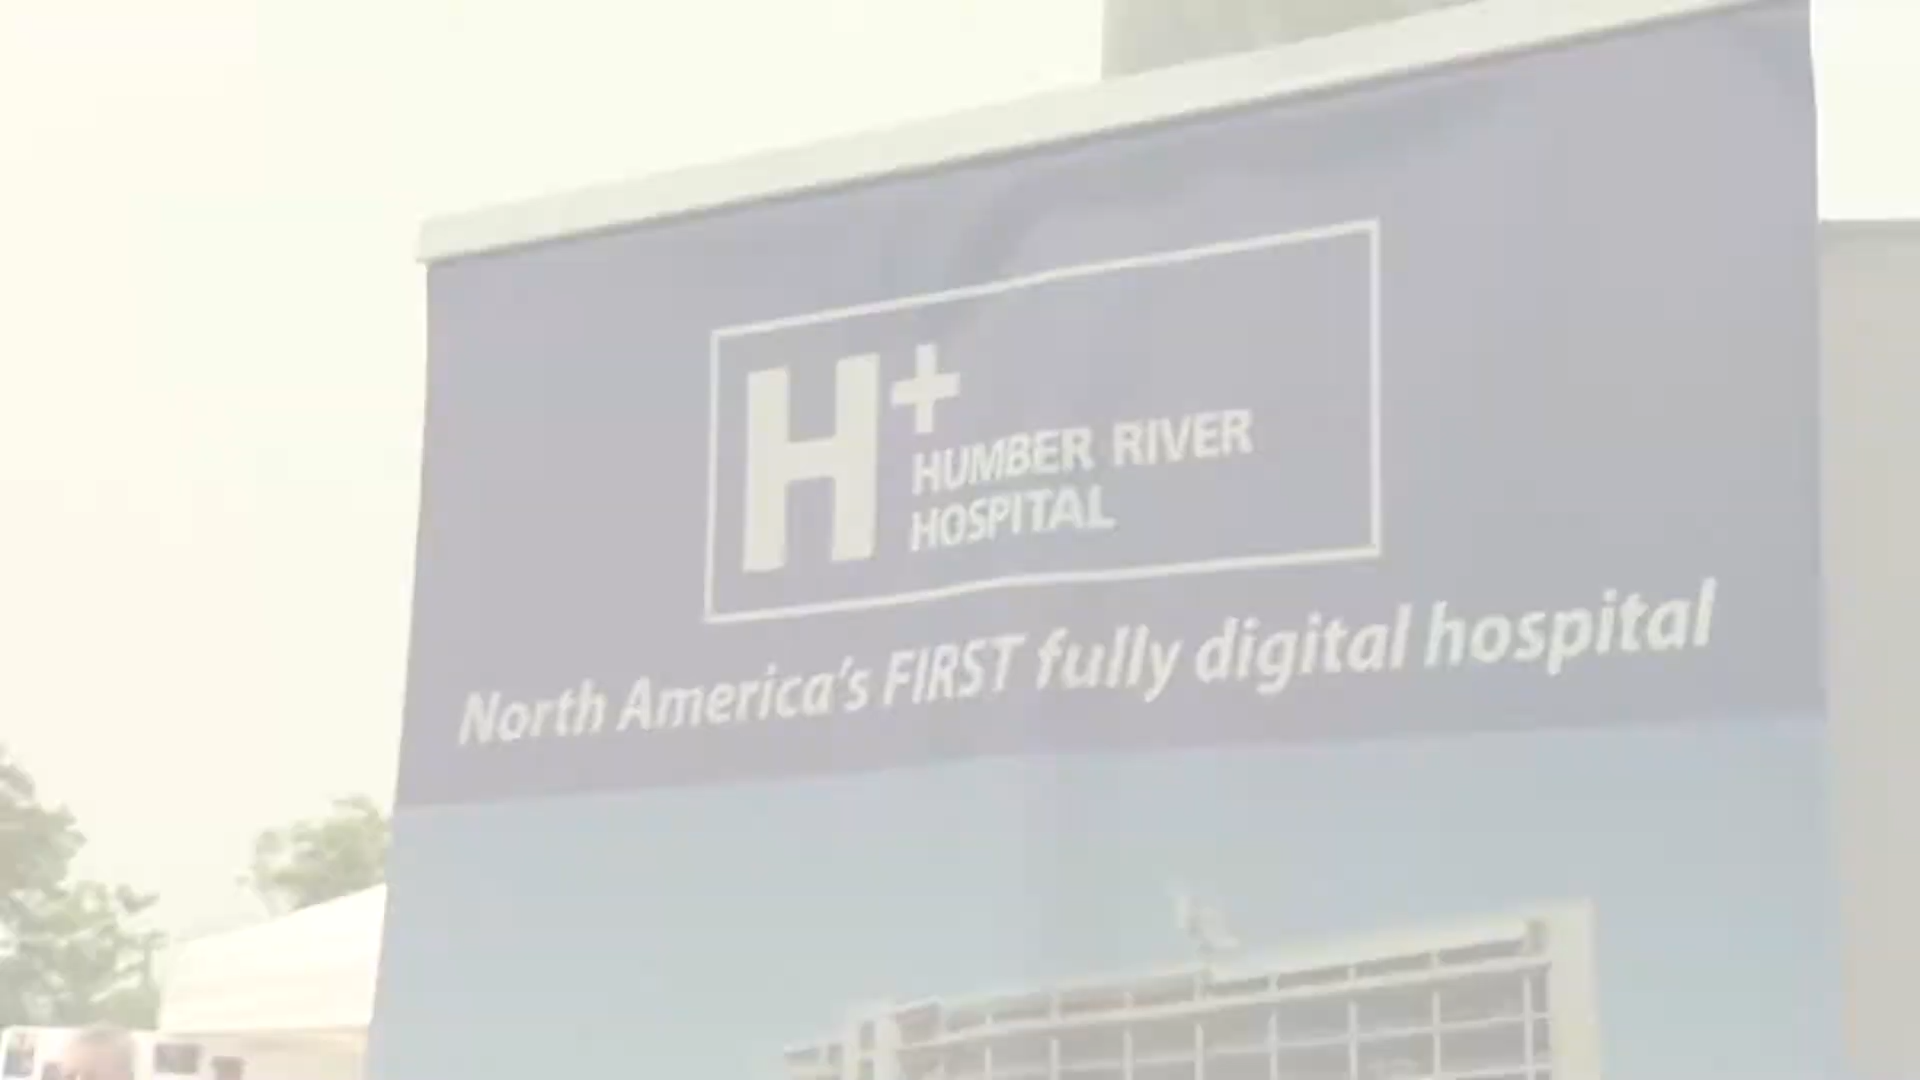 H+
HUMBER RIVER
HOSPITAL
North America's FIRST fully digital hospital